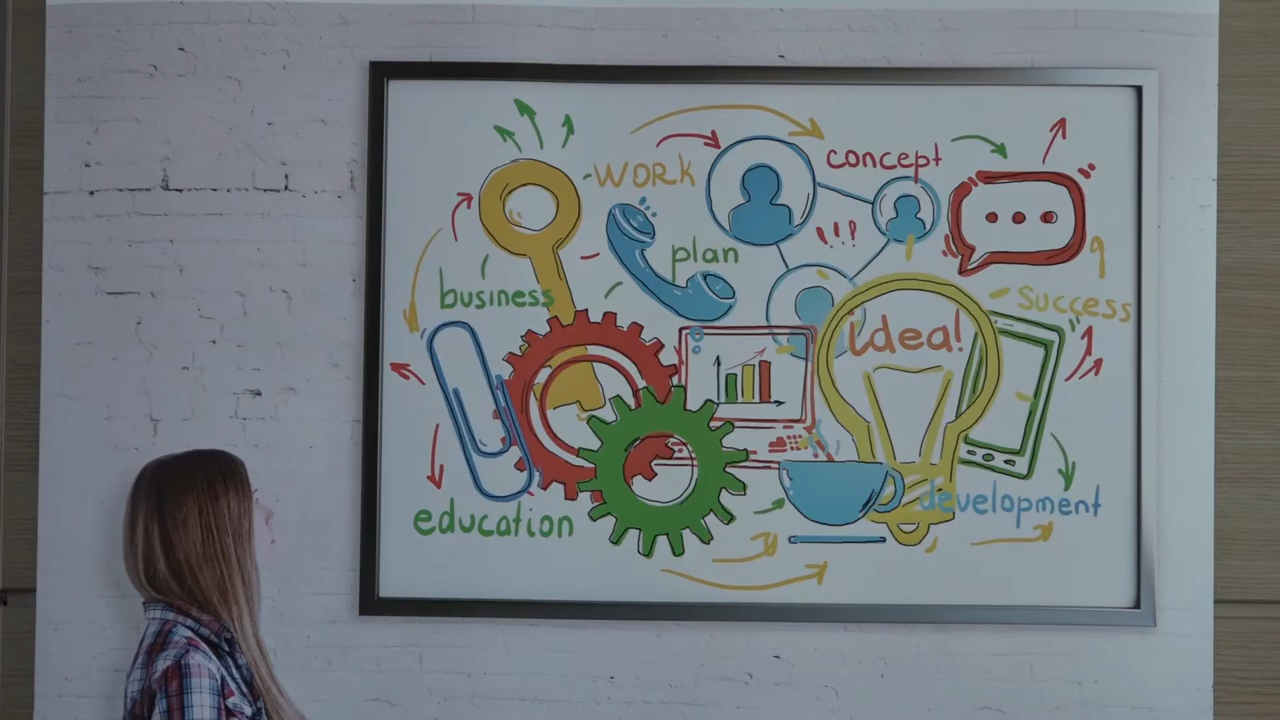 WORK
concept
plan
business
success
idea!
education
development
!!!